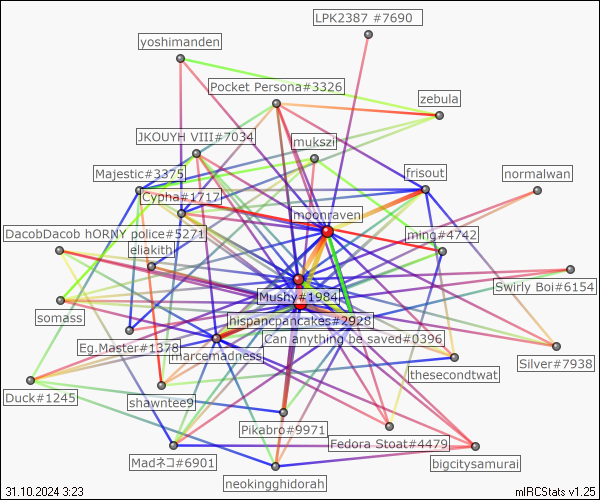 LPK2387 #7690
yoshimanden
Pocket Persona#3326
zebula
JKOUYH VIII#7034
mukszi
Majestic#3375
frisout
normalwan
Cypha#1717
moonraven
DacobDacob hORNY police#5271
ming#4742
eliakith
Swirly Boi#6154
Mushy#1984
somass
hispancpancakes#2928
Can anything be saved#0396
Eg.Master#1378
marcemadness
Silver#7938
thesecondtwat
Duck#1245
shawntee9
Pikabro#9971
Fedora Stoat#4479
Madネコ#6901
bigcitysamurai
neokingghidorah
31.10.2024 3:23
mIRCStats v1.25